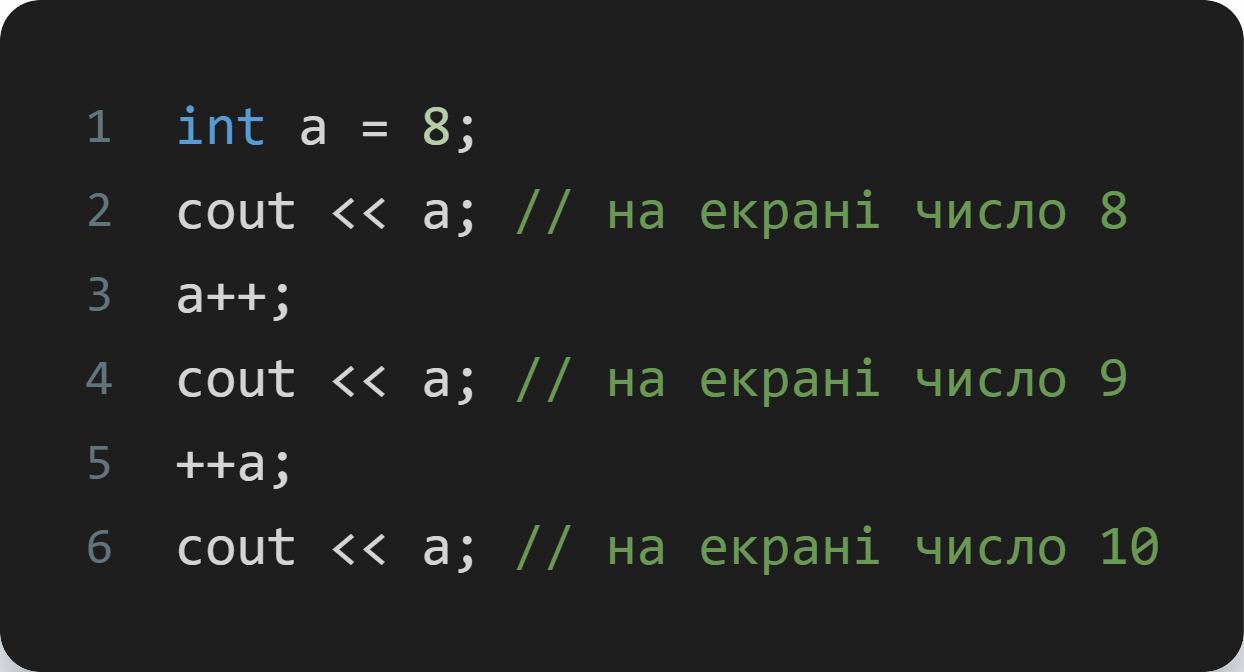 1 int a = 8;
2 cout << a; // на екрані число 8
3 a++;
4 cout << a; // на екрані число 9
5 ++a;
6 cout << a; // на екрані число 10